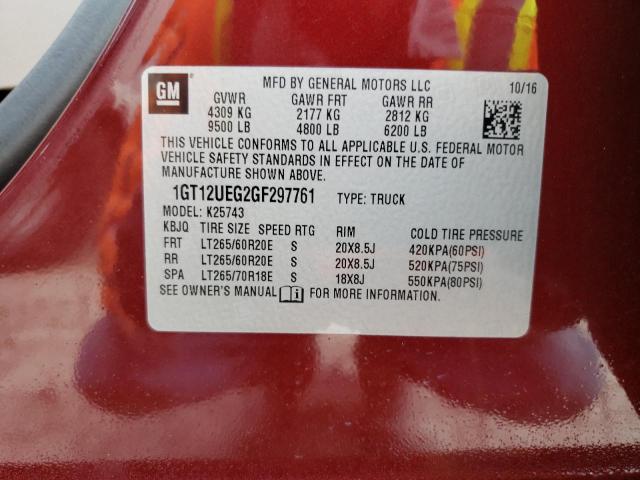 GM
MFD BY GENERAL MOTORS LLC 10/16
GVWR GAWR FRT GAWR RR
4309 KG 2177 KG 2812 KG
9500 LB 4800 LB 6200 LB
THIS VEHICLE CONFORMS TO ALL APPLICABLE U.S. FEDERAL MOTOR
VEHICLE SAFETY STANDARDS IN EFFECT ON THE DATE OF
MANUFACTURE SHOWN ABOVE.
1GT12UEG2GF297761 TYPE: TRUCK
MODEL: K25743
KBJQ TIRE SIZE SPEED RTG RIM COLD TIRE PRESSURE
FRT LT265/60R20E S 20X8.5J 420KPA(60PSI)
RR LT265/60R20E S 20X8.5J 520KPA(75PSI)
SPA LT265/70R18E S 18X8J 550KPA(80PSI)
SEE OWNER'S MANUAL i FOR MORE INFORMATION.